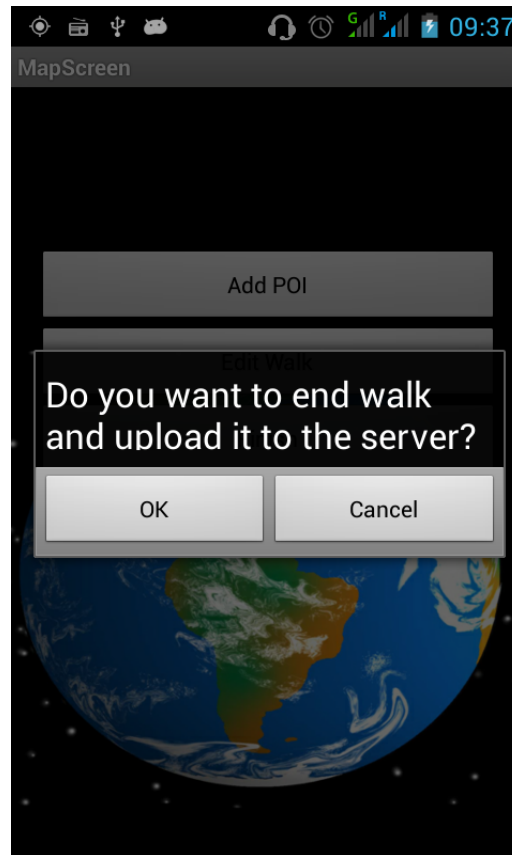 G R 09:37
MapScreen
Add POI
Edit Walk
Do you want to end walk
and upload it to the server?
OK Cancel